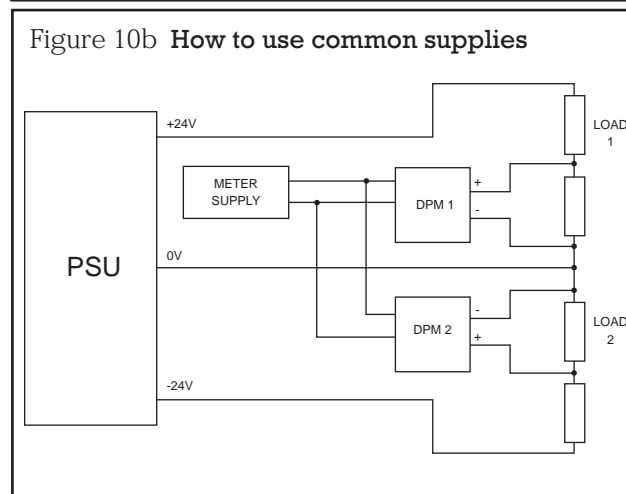 Figure 10b How to use common supplies
+24V
LOAD
1
METER
SUPPLY
+
DPM 1
-
PSU
0V
-
DPM 2
LOAD
2
+
-24V